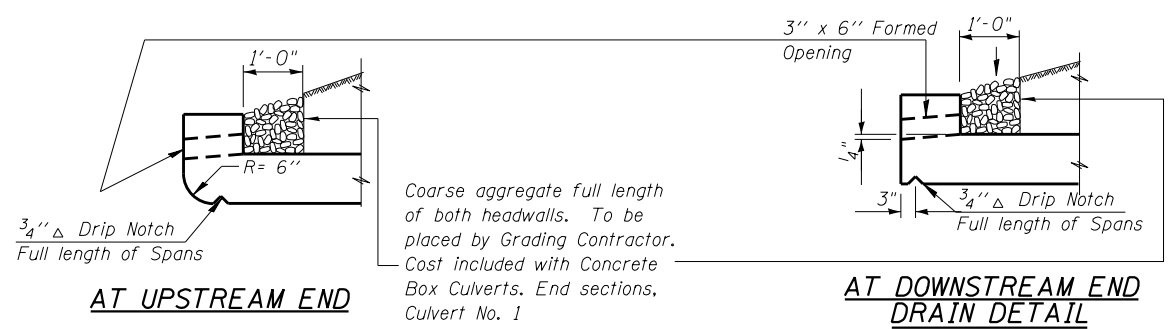 1'-0"
R= 6''
3/4'' △ Drip Notch
Full length of Spans
AT UPSTREAM END
Coarse aggregate full length
of both headwalls. To be
placed by Grading Contractor.
Cost included with Concrete
Box Culverts. End sections,
Culvert No. 1
3'' x 6'' Formed
Opening
1'-0"
1/4"
3"
3/4'' △ Drip Notch
Full length of Spans
AT DOWNSTREAM END
DRAIN DETAIL